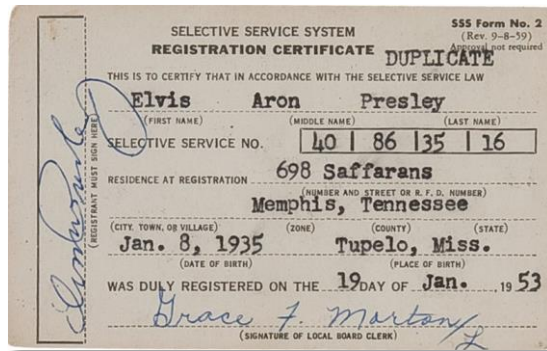 SSS Form No. 2
(Rev. 9-8-59)
Approval not required
SELECTIVE SERVICE SYSTEM
REGISTRATION CERTIFICATE DUPLICATE
THIS IS TO CERTIFY THAT IN ACCORDANCE WITH THE SELECTIVE SERVICE LAW
Elvis Aron Presley
(FIRST NAME) (MIDDLE NAME) (LAST NAME)
SELECTIVE SERVICE NO. 40 86 35 16
RESIDENCE AT REGISTRATION 698 Saffarans
(NUMBER AND STREET OR R. F. D. NUMBER)
Memphis, Tennessee
(CITY, TOWN, OR VILLAGE) (ZONE) (COUNTY) (STATE)
Jan. 8, 1935 Tupelo, Miss.
(DATE OF BIRTH) (PLACE OF BIRTH)
WAS DULY REGISTERED ON THE 19 DAY OF Jan. , 19 53
Grace F. Morton/
(SIGNATURE OF LOCAL BOARD CLERK)
(REGISTRANT MUST SIGN HERE)